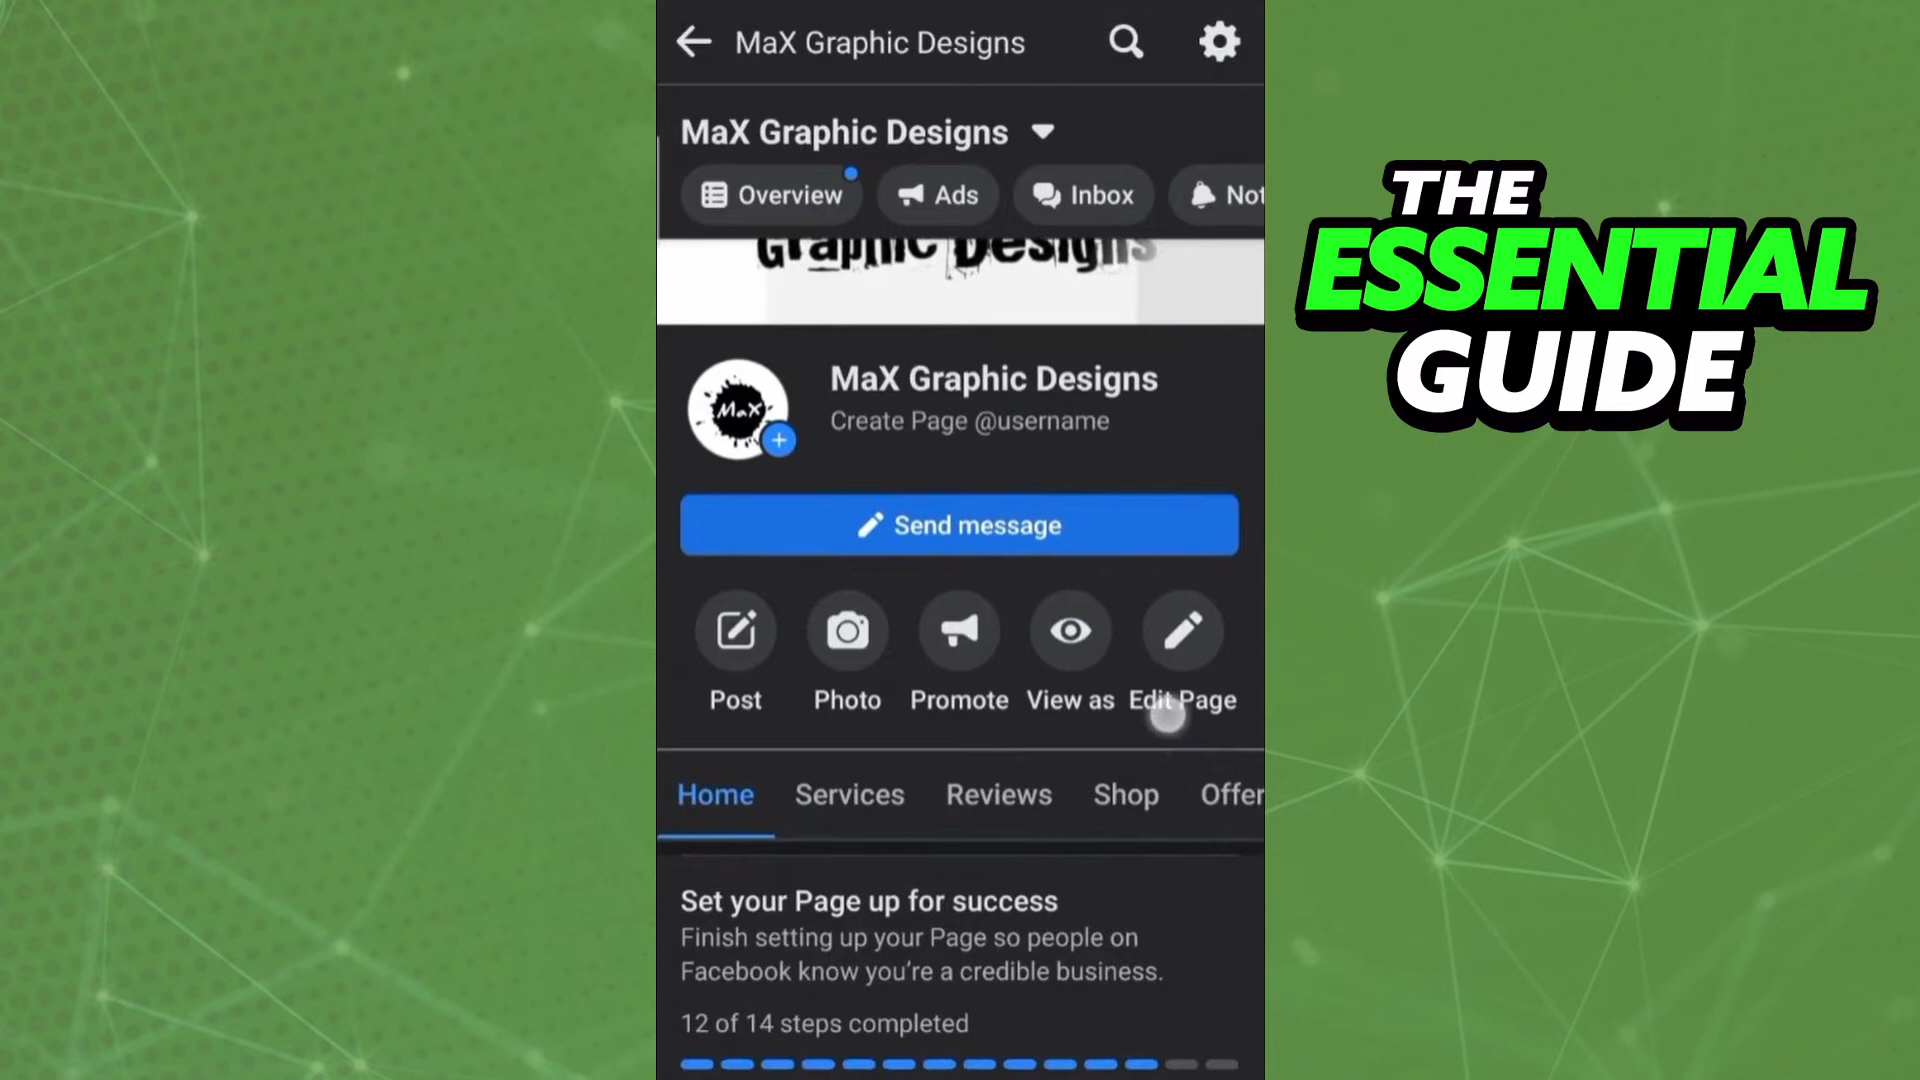 MaX Graphic Designs
MaX Graphic Designs
Overview
Ads
Inbox
Not
Graphic Designs
MaX
MaX Graphic Designs
Create Page @username
Send message
Post
Photo
Promote
View as
Edit Page
Home
Services
Reviews
Shop
Offer
Set your Page up for success
Finish setting up your Page so people on
Facebook know you’re a credible business.
12 of 14 steps completed
THE
ESSENTIAL
GUIDE